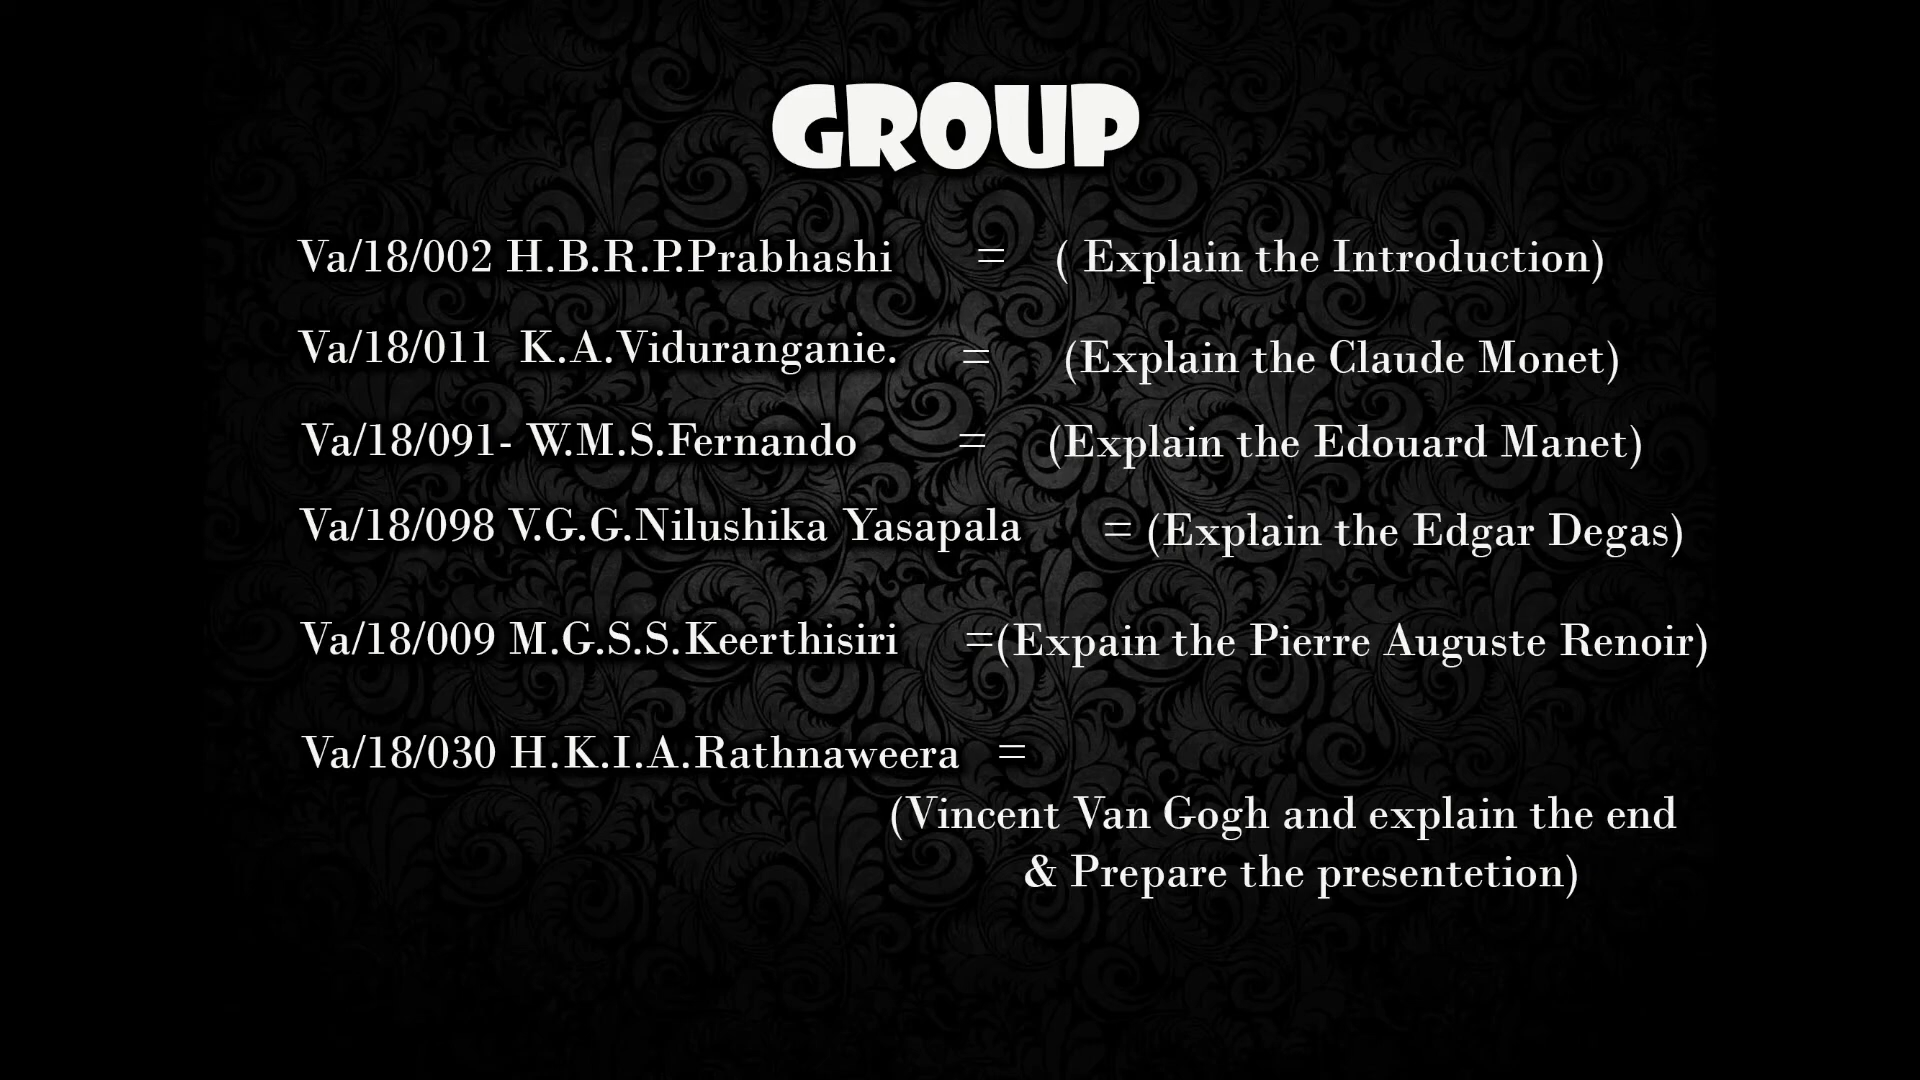 GROUP
Va/18/002 H.B.R.P.Prabhashi = ( Explain the Introduction)
Va/18/011 K.A.Viduranganie. = (Explain the Claude Monet)
Va/18/091- W.M.S.Fernando = (Explain the Edouard Manet)
Va/18/098 V.G.G.Nilushika Yasapala = (Explain the Edgar Degas)
Va/18/009 M.G.S.S.Keerthisiri =(Expain the Pierre Auguste Renoir)
Va/18/030 H.K.I.A.Rathnaweera =
(Vincent Van Gogh and explain the end
& Prepare the presentetion)